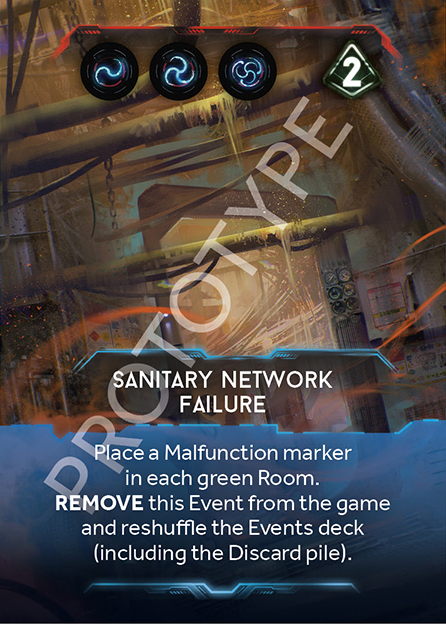 2
SANITARY NETWORK
FAILURE
Place a Malfunction marker
in each green Room.
REMOVE this Event from the game
and reshuffle the Events deck
(including the Discard pile).
PROTOTYPE